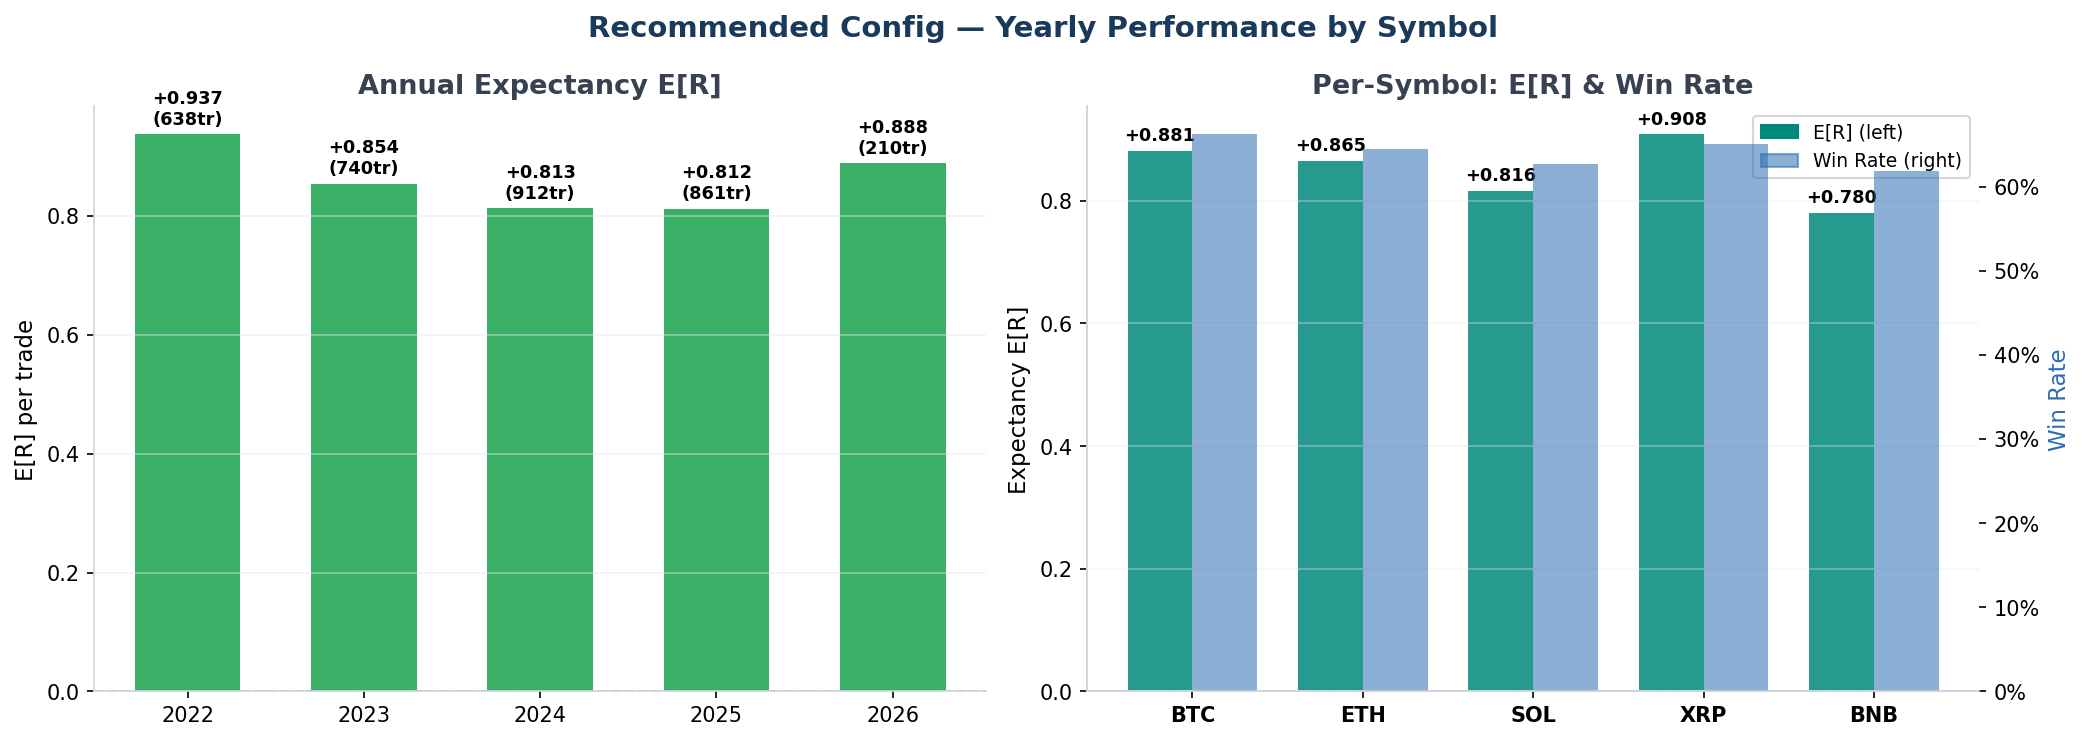 Recommended Config — Yearly Performance by Symbol
Annual Expectancy E[R]
E[R] per trade
0.8
0.6
0.4
0.2
0.0
+0.937
(638tr)
+0.854
(740tr)
+0.813
(912tr)
+0.812
(861tr)
+0.888
(210tr)
2022
2023
2024
2025
2026
Per-Symbol: E[R] & Win Rate
Expectancy E[R]
0.8
0.6
0.4
0.2
0.0
+0.881
+0.865
+0.816
+0.908
+0.780
E[R] (left)
Win Rate (right)
60%
50%
40%
30%
20%
10%
0%
Win Rate
BTC
ETH
SOL
XRP
BNB